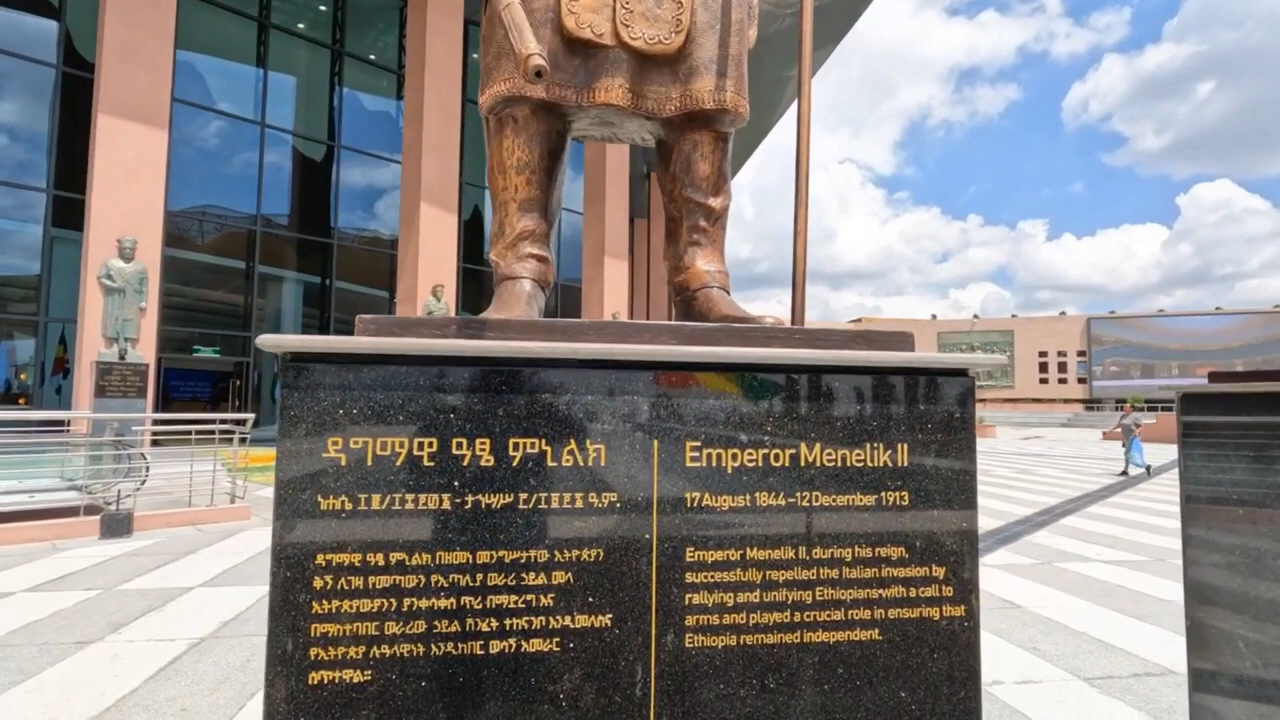 ዳግማዊ ዓፄ ምኒልክ
ዳግማዊ ዓፄ ምኒልክ በዘመነ መንግሥታቸው ኢትዮጵያን
ቅኝ ሊገዛ የመጣውን የኢጣሊያ ወራሪ ኃይል መላ
ኢትዮጵያውያንን ያንቀሳቀሰ ጥሪ በማድረግ እና
በማስተባበር ወራሪው ኃይል ሽንፈት ተከናንቦ እንዲመለስና
የኢትዮጵያ ሉዓላዊነት እንዲከበር ወሳኝ አመራር
ሰጥተዋል።
Emperor Menelik II
17 August 1844 – 12 December 1913
Emperor Menelik II, during his reign,
successfully repelled the Italian invasion by
rallying and unifying Ethiopians with a call to
arms and played a crucial role in ensuring that
Ethiopia remained independent.